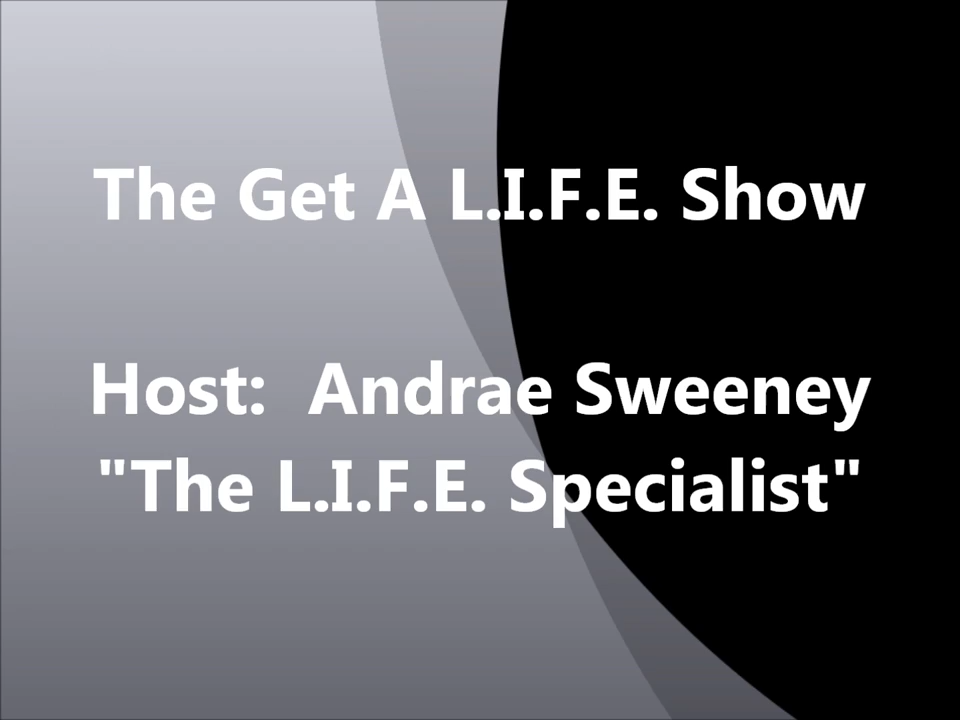 The Get A L.I.F.E. Show
Host:  Andrae Sweeney
"The L.I.F.E. Specialist"